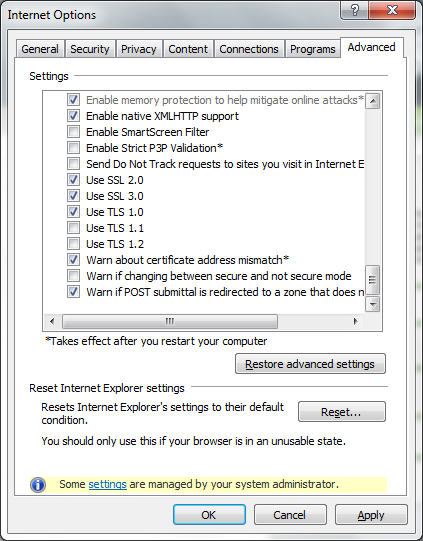 Internet Options
?
General Security Privacy Content Connections Programs Advanced
Settings
Enable memory protection to help mitigate online attacks*
Enable native XMLHTTP support
Enable SmartScreen Filter
Enable Strict P3P Validation*
Send Do Not Track requests to sites you visit in Internet E
Use SSL 2.0
Use SSL 3.0
Use TLS 1.0
Use TLS 1.1
Use TLS 1.2
Warn about certificate address mismatch*
Warn if changing between secure and not secure mode
Warn if POST submittal is redirected to a zone that does n
*Takes effect after you restart your computer
Restore advanced settings
Reset Internet Explorer settings
Resets Internet Explorer's settings to their default
condition.
Reset...
You should only use this if your browser is in an unusable state.
Some settings are managed by your system administrator.
OK Cancel Apply